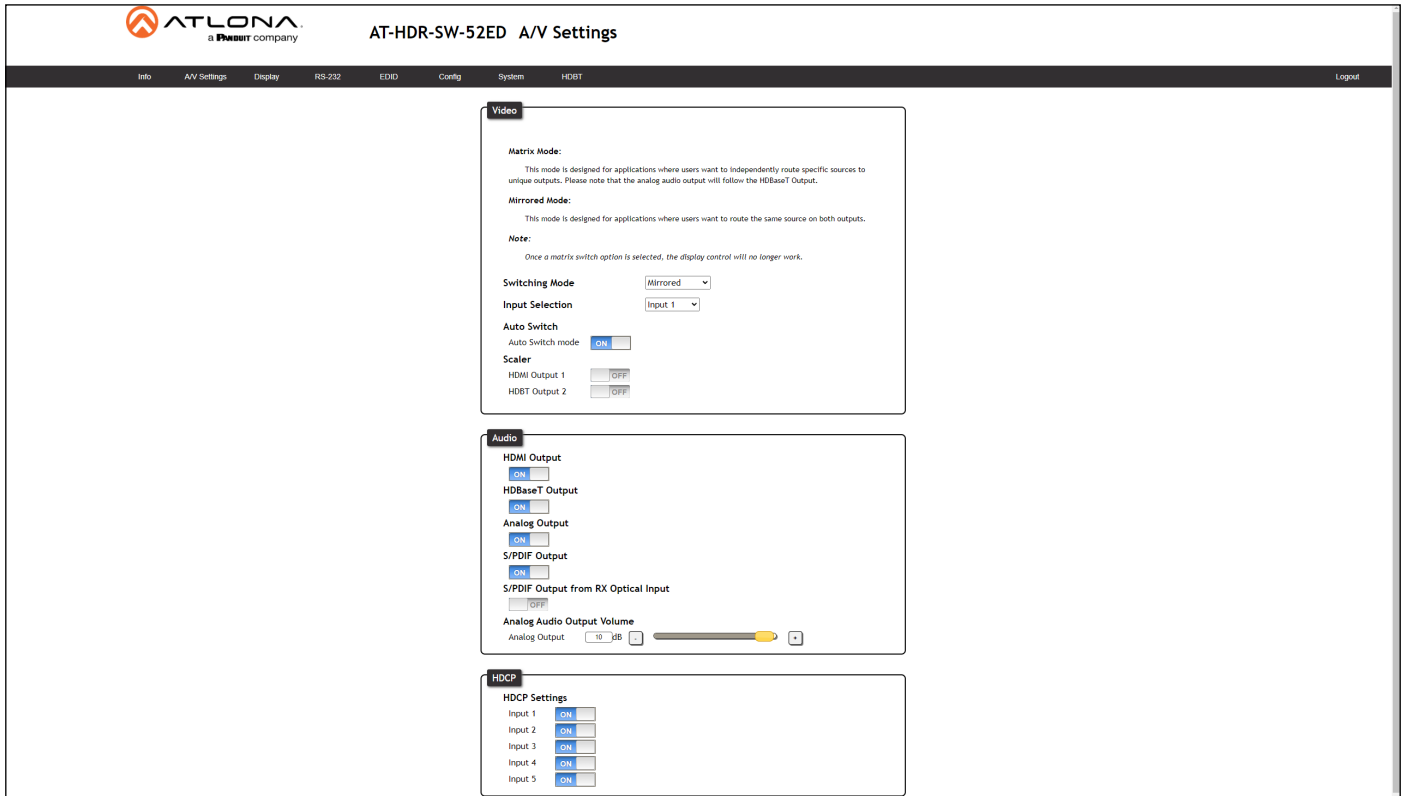 ATLONA.
a PANDUIT company
AT-HDR-SW-52ED A/V Settings
Info A/V Settings Display RS-232 EDID Config System HDBT Logout
Video
Matrix Mode:
This mode is designed for applications where users want to independently route specific sources to
unique outputs. Please note that the analog audio output will follow the HDBaseT Output.
Mirrored Mode:
This mode is designed for applications where users want to route the same source on both outputs.
Note:
Once a matrix switch option is selected, the display control will no longer work.
Switching Mode Mirrored
Input Selection Input 1
Auto Switch
Auto Switch mode ON
Scaler
HDMI Output 1 OFF
HDBT Output 2 OFF
Audio
HDMI Output
ON
HDBaseT Output
ON
Analog Output
ON
S/PDIF Output
ON
S/PDIF Output from RX Optical Input
OFF
Analog Audio Output Volume
Analog Output 10 dB - +
HDCP
HDCP Settings
Input 1 ON
Input 2 ON
Input 3 ON
Input 4 ON
Input 5 ON